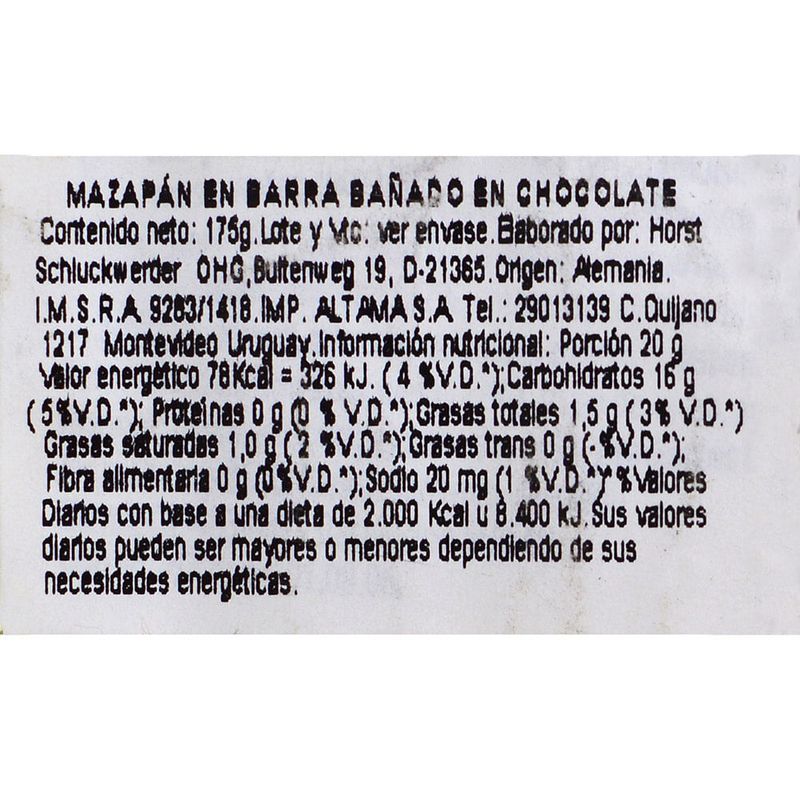 MAZAPÁN EN BARRA BAÑADO EN CHOCOLATE
Contenido neto: 175g.Lote y Vto: ver envase.Elaborado por: Horst
Schluckwerder OHG,Buitenweg 19, D-21365.Origen: Alemania.
I.M.S.R.A 9263/1418.IMP. ALTAMA S.A Tel.: 29013139 C.Quijano
1217 Montevideo Uruguay.Información nutricional: Porción 20 g
Valor energético 78Kcal = 326 kJ. ( 4 %V.D.*);Carbohidratos 16 g
( 5%V.D.*); Proteinas 0 g (0 % V.D.*);Grasas totales 1,5 g ( 3% V.D.*)
Grasas saturadas 1,0 g ( 2 %V.D.*);Grasas trans 0 g (-%V.D.*);
Fibra alimentaria 0 g (0%V.D.*);Sodio 20 mg (1 %V.D.*)* %Valores
Diarios con base a una dieta de 2.000 Kcal u 8.400 kJ.Sus valores
diarios pueden ser mayores o menores dependiendo de sus
necesidades energéticas.